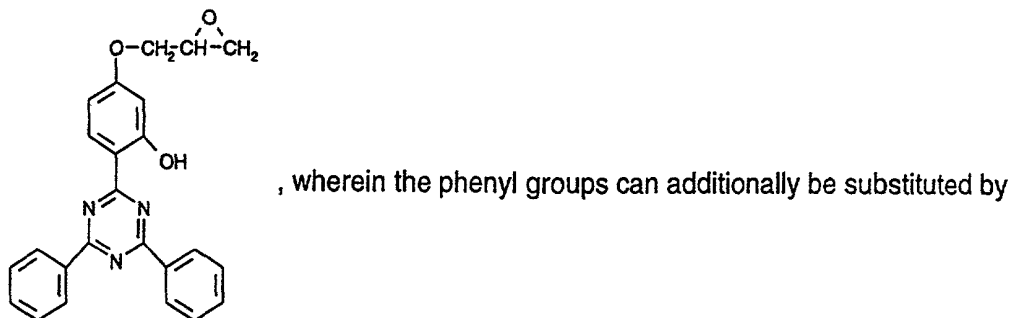 O
O-CH2-CH-CH2
OH
, wherein the phenyl groups can additionally be substituted by
N N
N